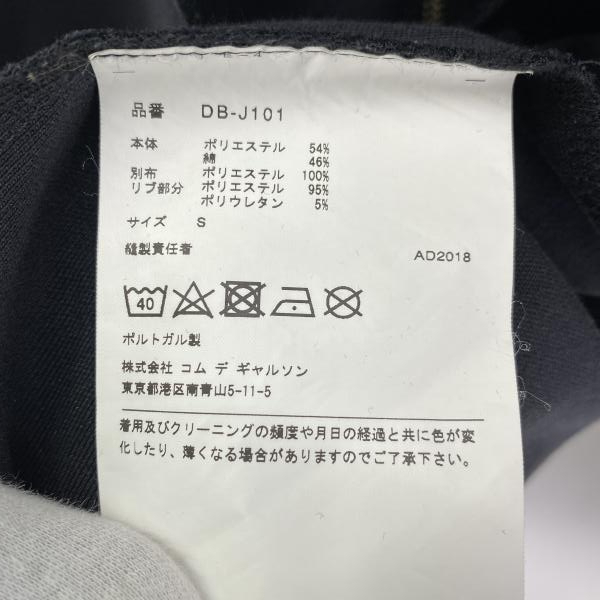 品番 DB-J101
本体 ポリエステル 54%
綿 46%
別布 ポリエステル 100%
リブ部分 ポリエステル 95%
ポリウレタン 5%
サイズ S
縫製責任者 AD2018
40
ポルトガル製
株式会社 コム デ ギャルソン
東京都港区南青山5-11-5
着用及びクリーニングの頻度や月日の経過と共に色が変
化したり、薄くなる場合がありますのでご了承下さい。